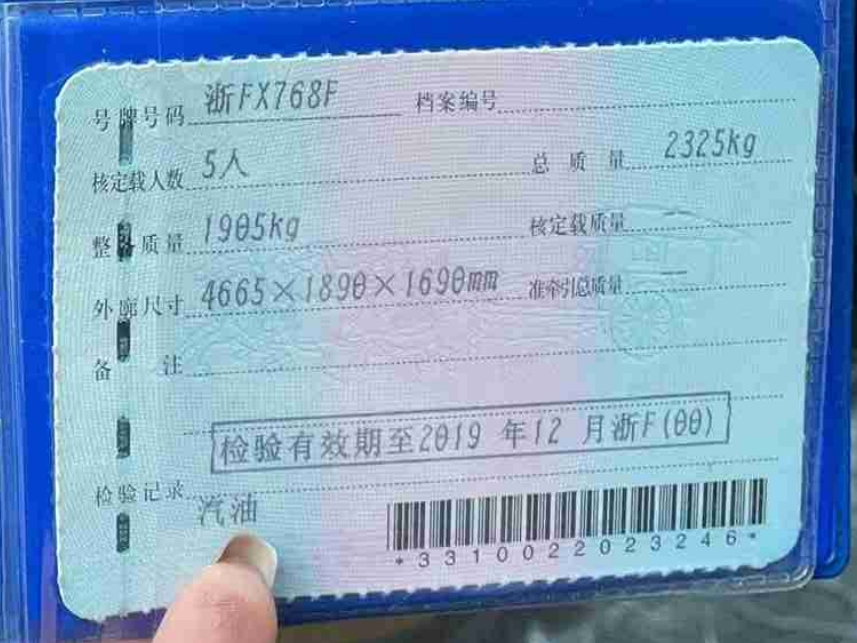 号牌号码 浙FX768F 档案编号
核定载人数 5人 总质量 2325kg
整备质量 1905kg 核定载质量 —
外廓尺寸 4665×1890×1690mm 准牵引总质量 —
备注
检验有效期至2019年12月浙F(00)
检验记录
汽油
*3310022023246*